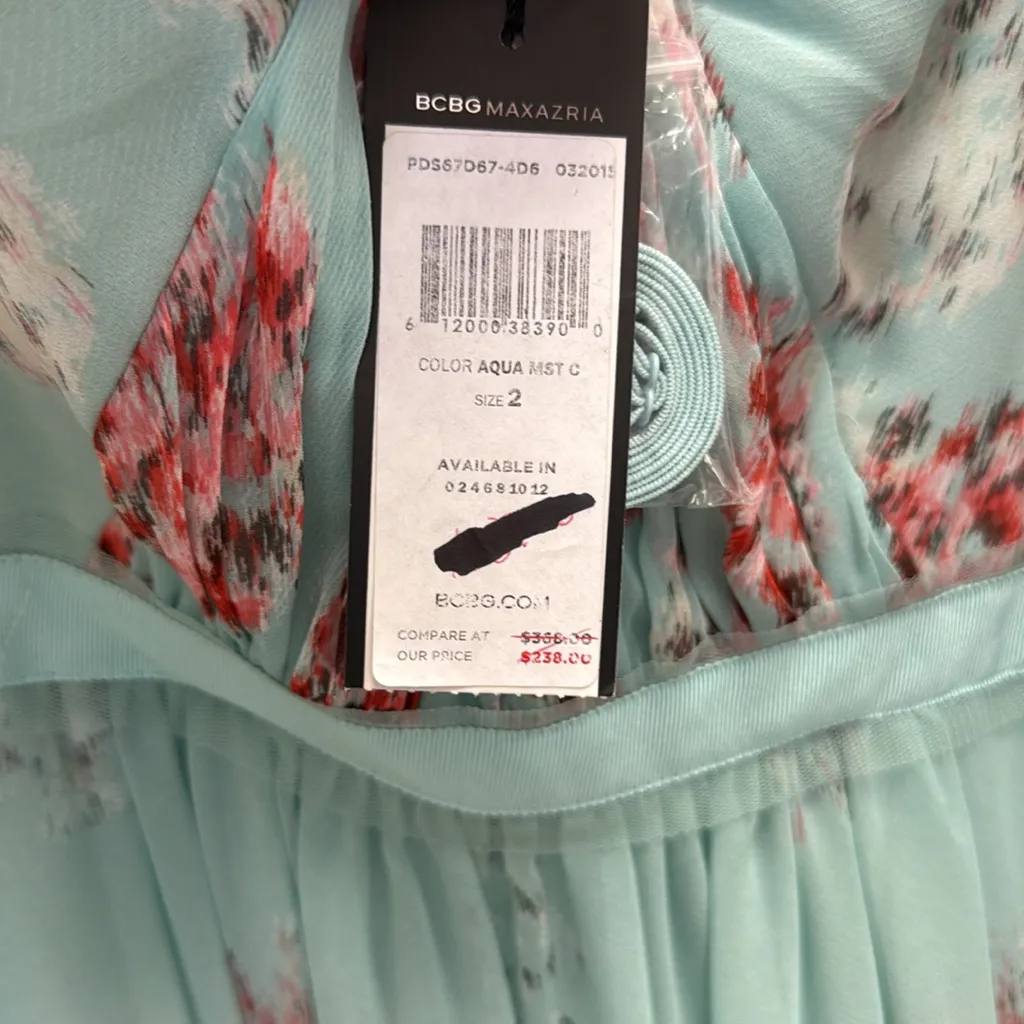 BCBGMAXAZRIA
PDS67D67-4D6 032015
6 12000 38390 0
COLOR AQUA MST C
SIZE 2
AVAILABLE IN
0 2 4 6 8 10 12
BCBG.COM
COMPARE AT $368.00
OUR PRICE $238.00